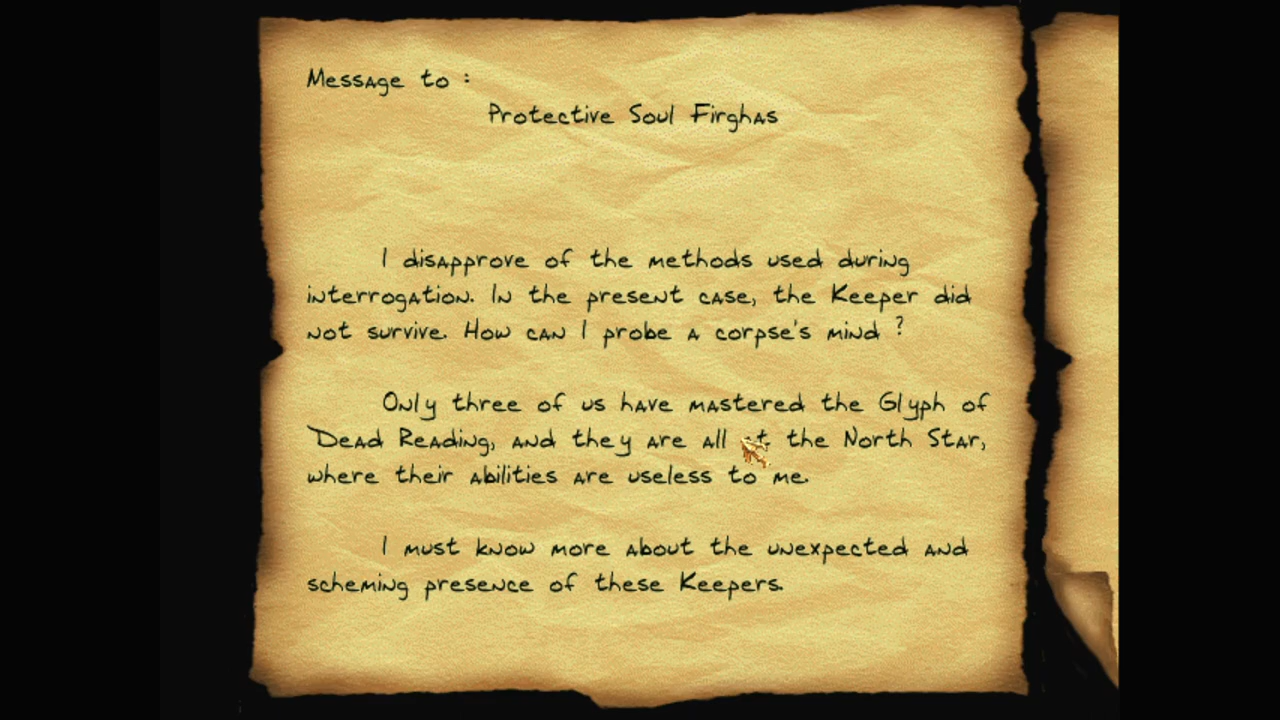 Message to :
Protective Soul Firghas
I disapprove of the methods used during
interrogation. In the present case, the Keeper did
not survive. How can I probe a corpse's mind ?
Only three of us have mastered the Glyph of
Dead Reading, and they are all at the North Star,
where their abilities are useless to me.
I must know more about the unexpected and
scheming presence of these Keepers.